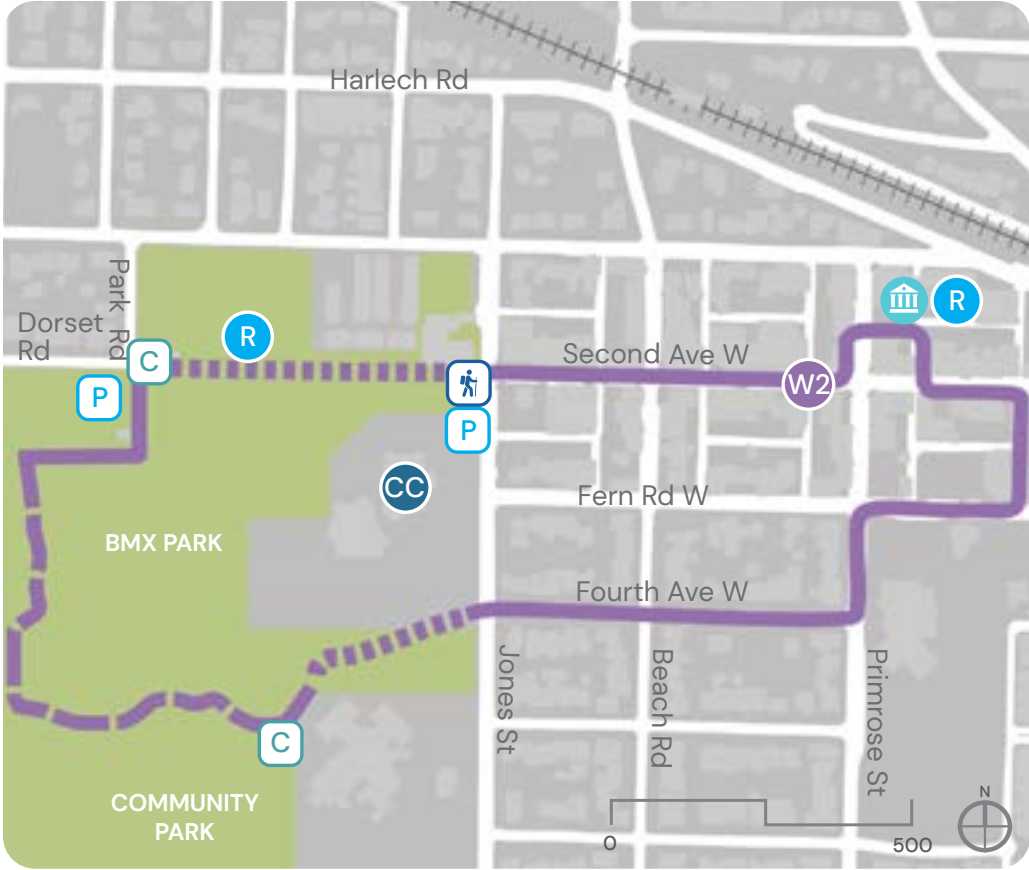 Harlech Rd
Park Rd
Dorset
Rd
R
R
C
P
Second Ave W
W2
P
CC
Fern Rd W
BMX PARK
Fourth Ave W
Jones St
Beach Rd
Primrose St
C
COMMUNITY
PARK
N
0
500